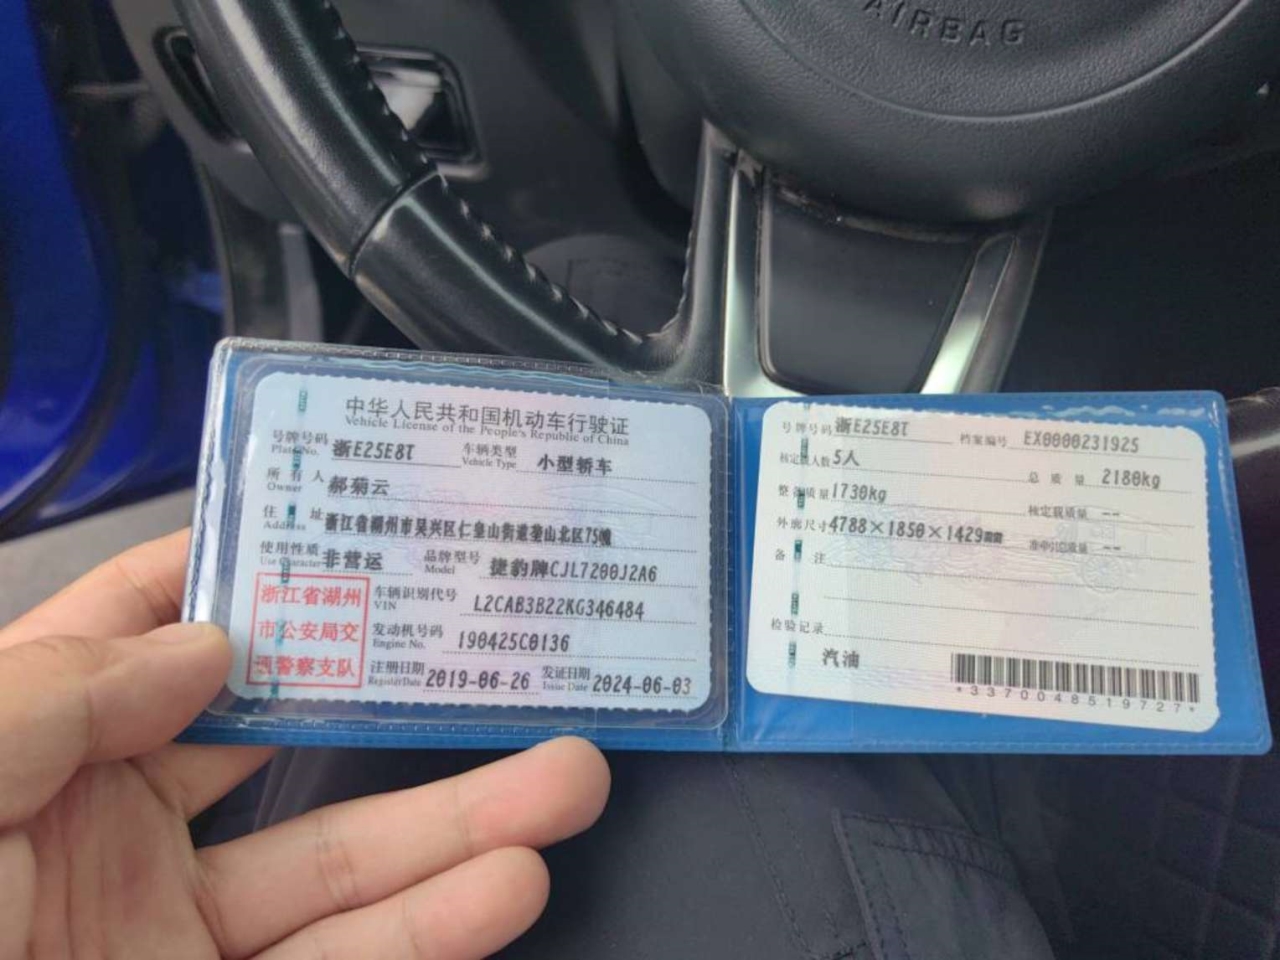 AIRBAG
中华人民共和国机动车行驶证
Vehicle License of the People's Republic of China
号牌号码 浙E25E8T 车辆类型 小型轿车
Plate No. Vehicle Type
所有人 郝菊云
Owner
住址 浙江省湖州市吴兴区仁皇山街道垄山北区75幢
Address
使用性质 非营运 品牌型号 捷豹牌CJL7200J2A6
Use Character Model
浙江省湖州
市公安局交
通警察支队
车辆识别代号 L2CAB3B22KG346484
VIN
发动机号码 190425C0136
Engine No.
注册日期 2019-06-26 发证日期 2024-06-03
Register Date Issue Date
号牌号码 浙E25E8T 档案编号 EX0000231925
核定载人数 5人 总质量 2180kg
整备质量 1730kg 核定载质量 --
外廓尺寸 4788×1850×1429mm 准牵引总质量 --
备注
检验记录
汽油
*3370048519727*